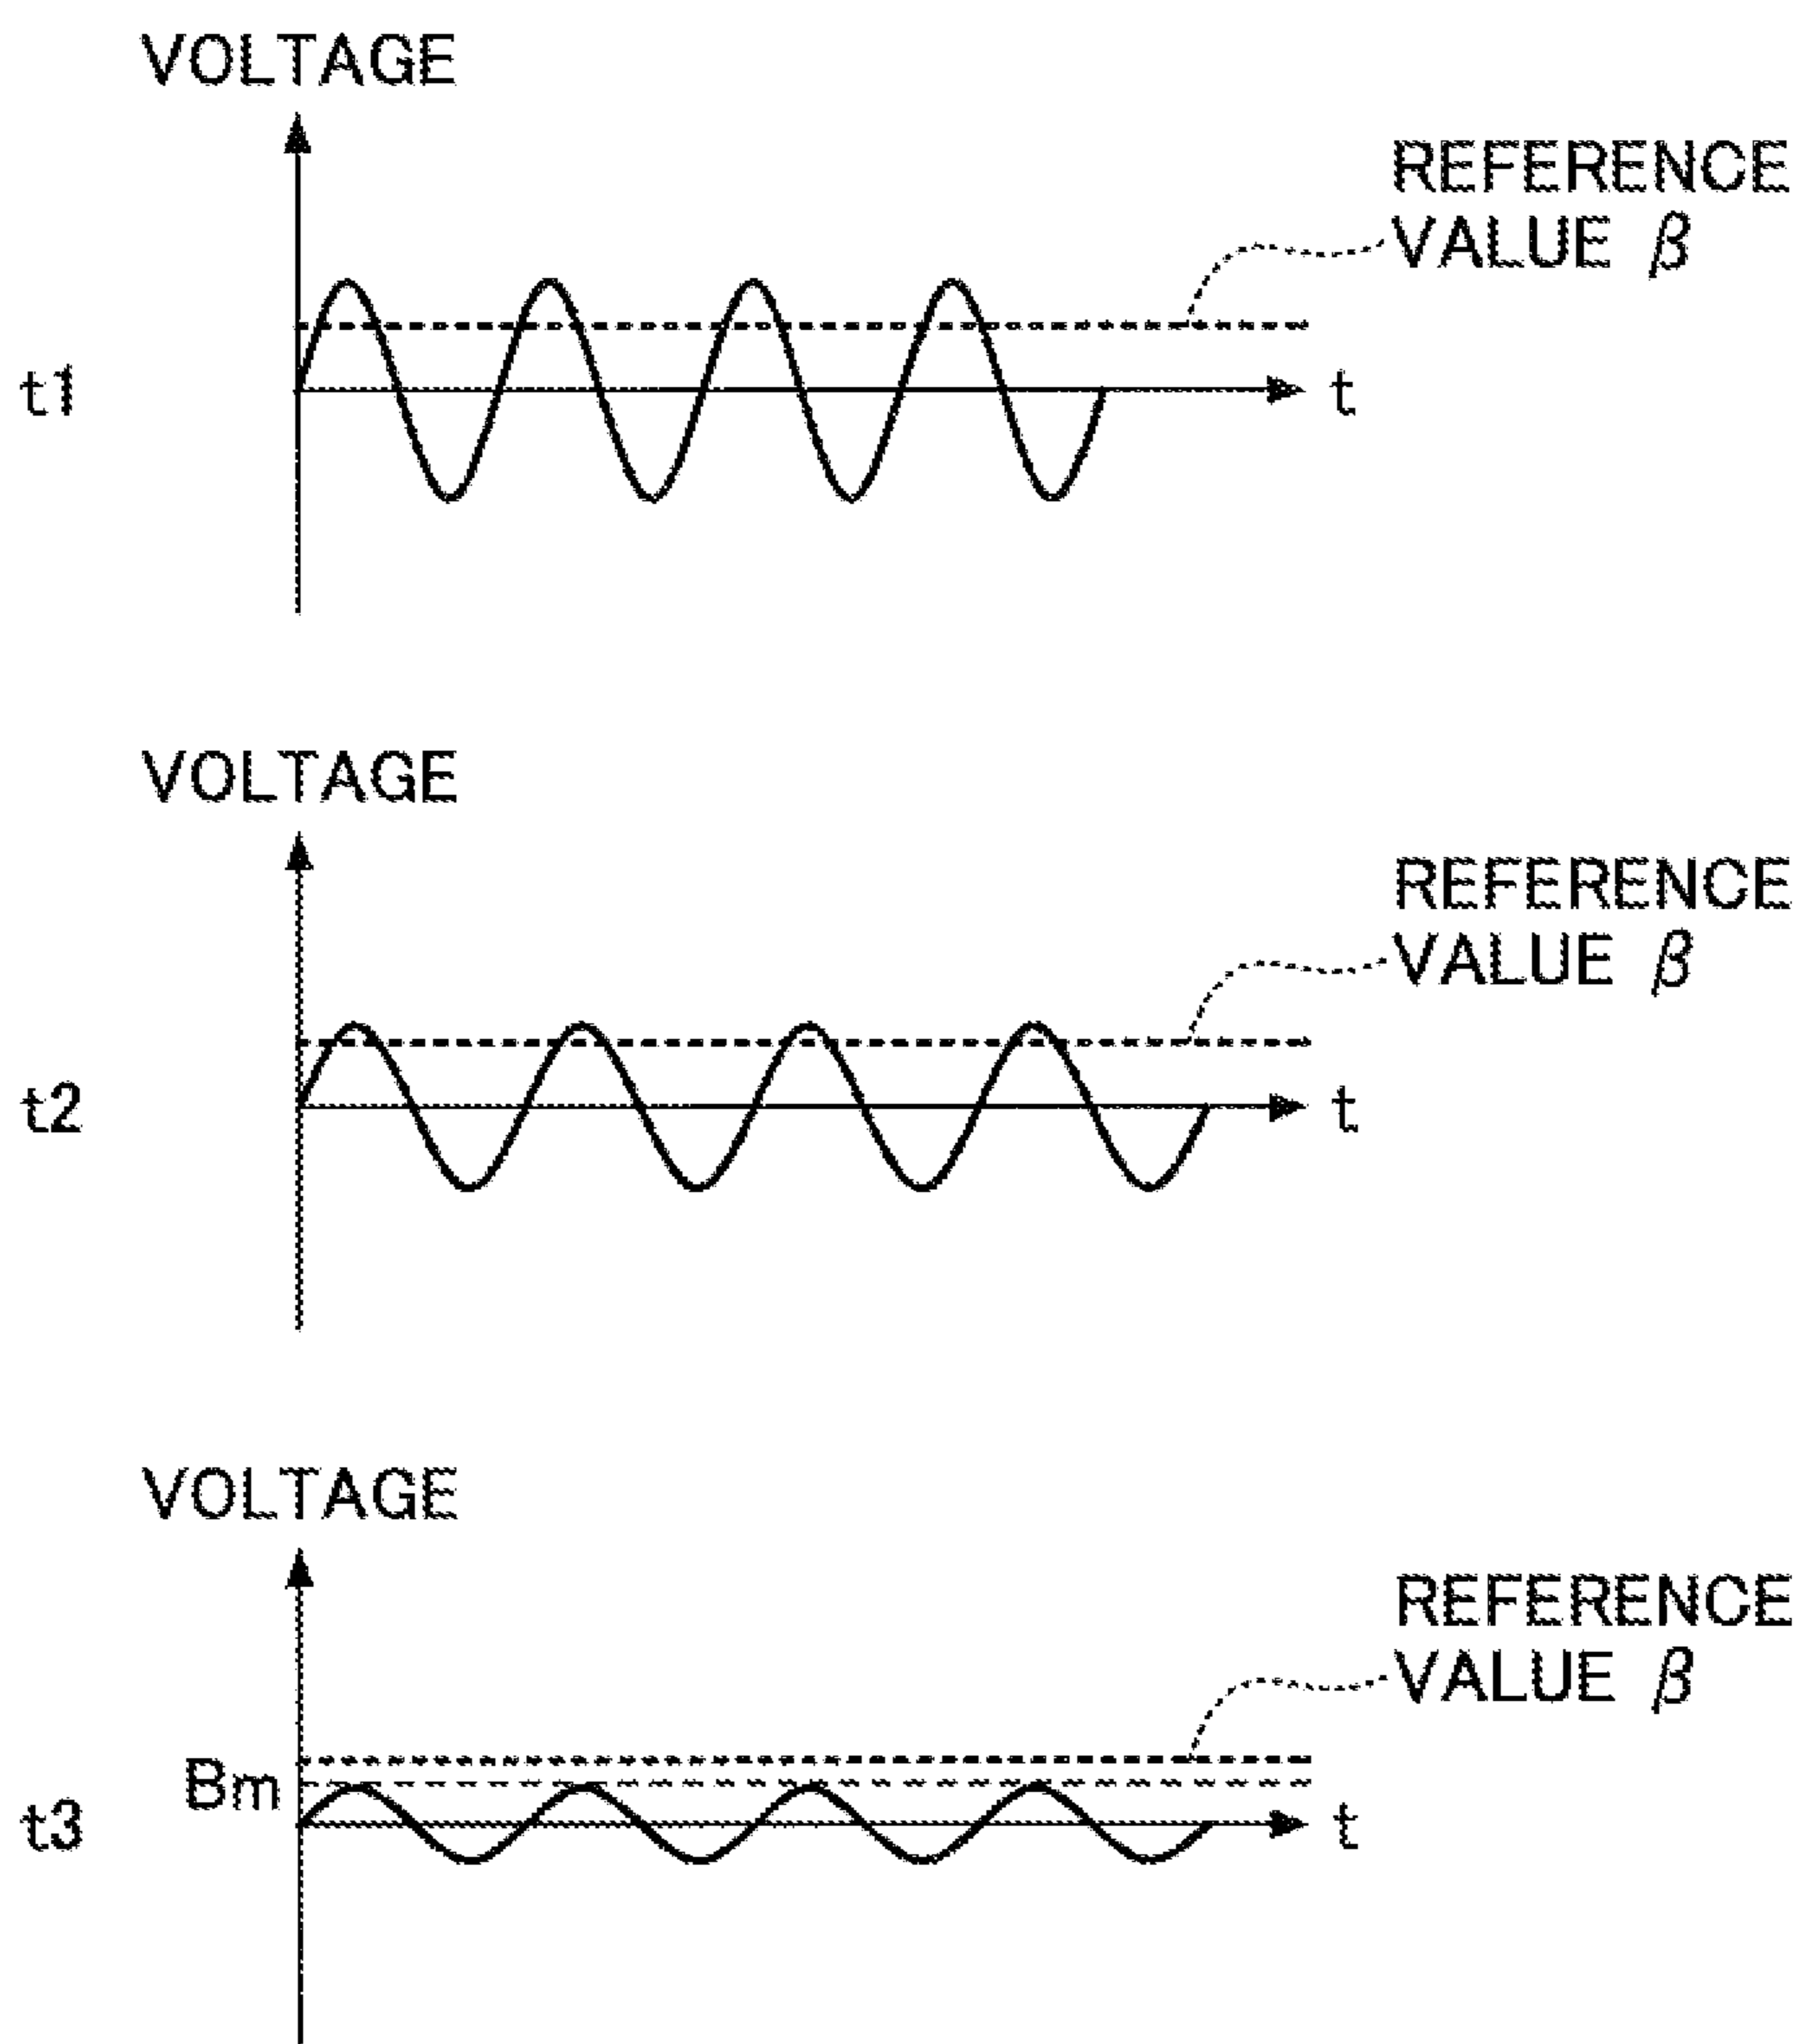 VOLTAGE
REFERENCE
VALUE β
t1
t
VOLTAGE
REFERENCE
VALUE β
t2
t
VOLTAGE
REFERENCE
VALUE β
Bm
t3
t